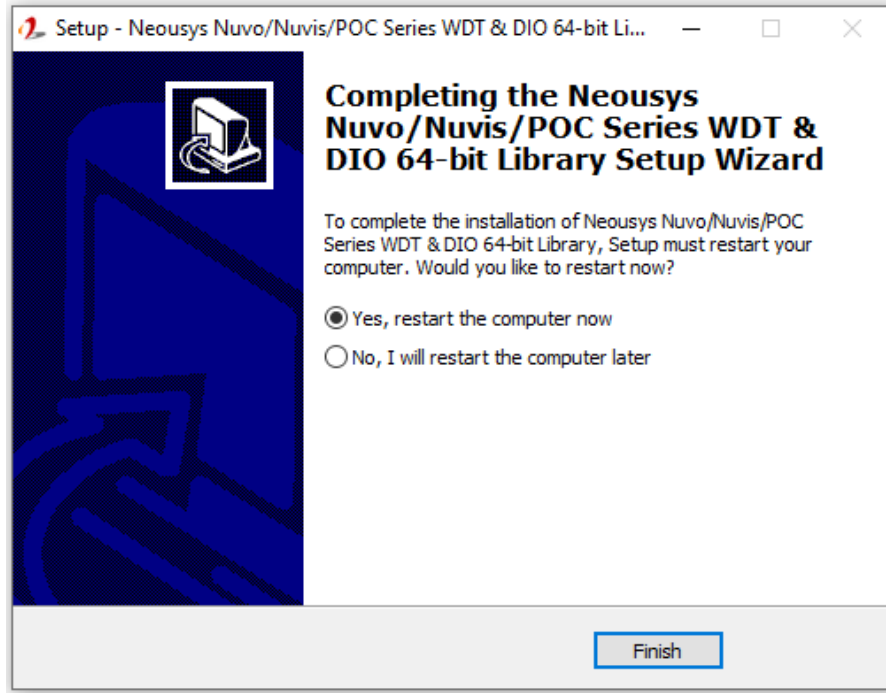 Setup - Neousys Nuvo/Nuvis/POC Series WDT & DIO 64-bit Li...
Completing the Neousys
Nuvo/Nuvis/POC Series WDT &
DIO 64-bit Library Setup Wizard
To complete the installation of Neousys Nuvo/Nuvis/POC
Series WDT & DIO 64-bit Library, Setup must restart your
computer. Would you like to restart now?
Yes, restart the computer now
No, I will restart the computer later
Finish